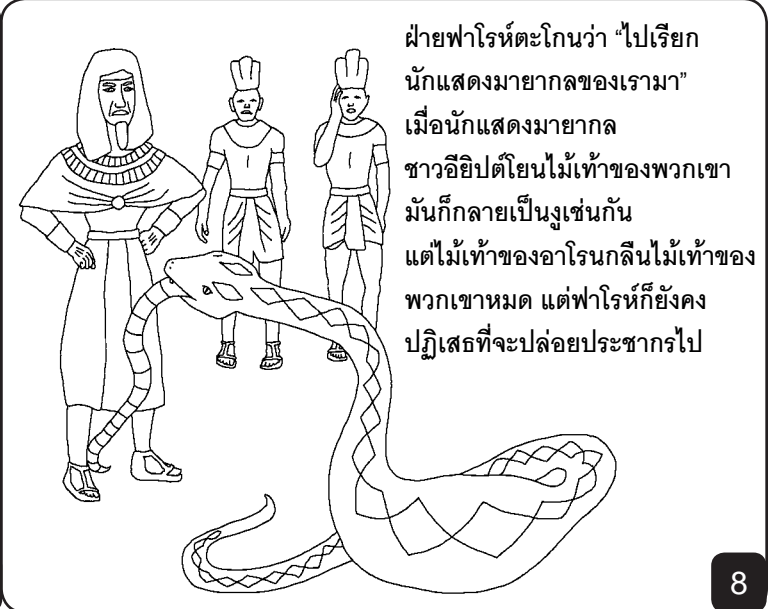 ฝ่ายฟาโรห์ตะโกนว่า “ไปเรียก
นักแสดงมายากลของเรามา”
เมื่อนักแสดงมายากล
ชาวอียิปต์โยนไม้เท้าของพวกเขา
มันก็กลายเป็นงูเช่นกัน
แต่ไม้เท้าของอาโรนกลืนไม้เท้าของ
พวกเขาหมด แต่ฟาโรห์ก็ยังคง
ปฏิเสธที่จะปล่อยประชากรไป
8